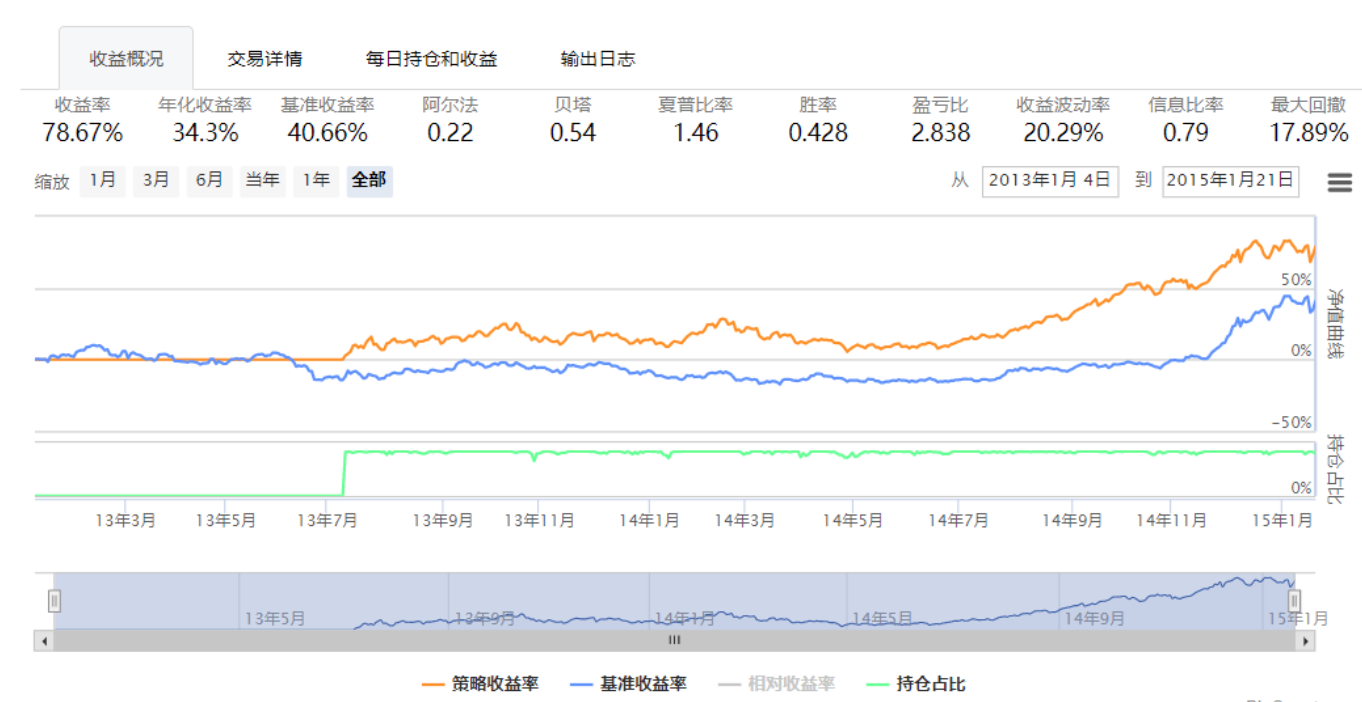 收益概况 交易详情 每日持仓和收益 输出日志
收益率 年化收益率 基准收益率 阿尔法 贝塔 夏普比率 胜率 盈亏比 收益波动率 信息比率 最大回撤
78.67% 34.3% 40.66% 0.22 0.54 1.46 0.428 2.838 20.29% 0.79 17.89%
缩放 1月 3月 6月 当年 1年 全部 从 2013年1月 4日 到 2015年1月21日
50%
净值曲线
0%
-50%
持仓占比
0%
13年3月 13年5月 13年7月 13年9月 13年11月 14年1月 14年3月 14年5月 14年7月 14年9月 14年11月 15年1月
13年5月 13年9月 14年1月 14年5月 14年9月 15年1月
策略收益率 基准收益率 相对收益率 持仓占比